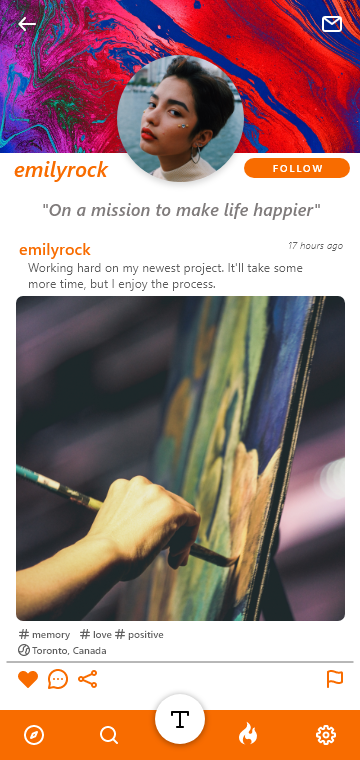 emilyrock
FOLLOW
"On a mission to make life happier"
emilyrock
17 hours ago
Working hard on my newest project. It'll take some
more time, but I enjoy the process.
# memory # love # positive
Toronto, Canada
T